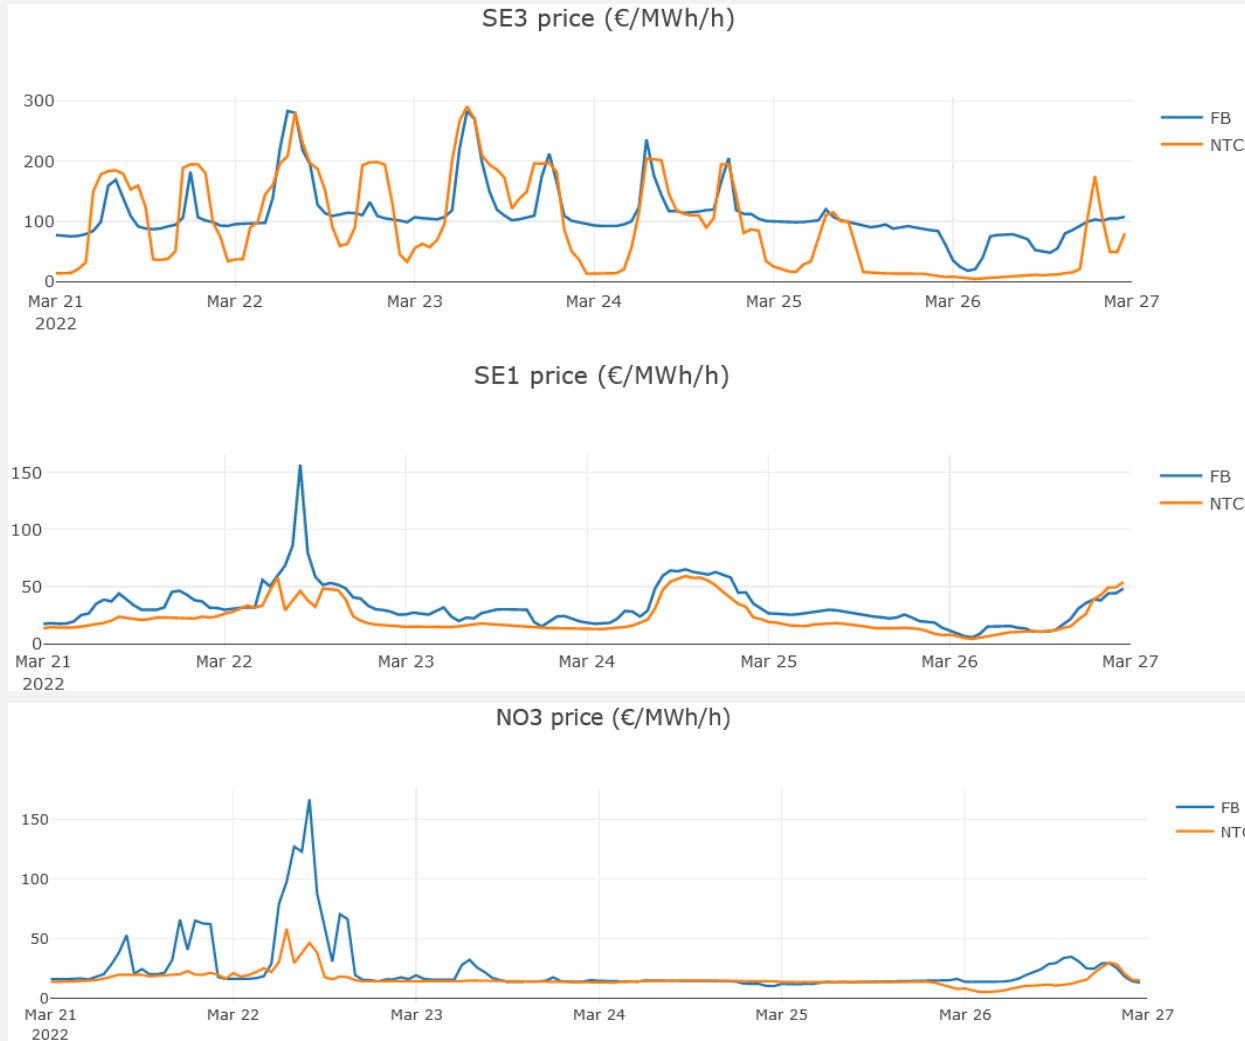 SE3 price (€/MWh/h)
300
200
100
0
Mar 21
2022
Mar 22
Mar 23
Mar 24
Mar 25
Mar 26
Mar 27
FB
NTC
SE1 price (€/MWh/h)
150
100
50
0
Mar 21
2022
Mar 22
Mar 23
Mar 24
Mar 25
Mar 26
Mar 27
FB
NTC
NO3 price (€/MWh/h)
150
100
50
0
Mar 21
2022
Mar 22
Mar 23
Mar 24
Mar 25
Mar 26
Mar 27
FB
NTC